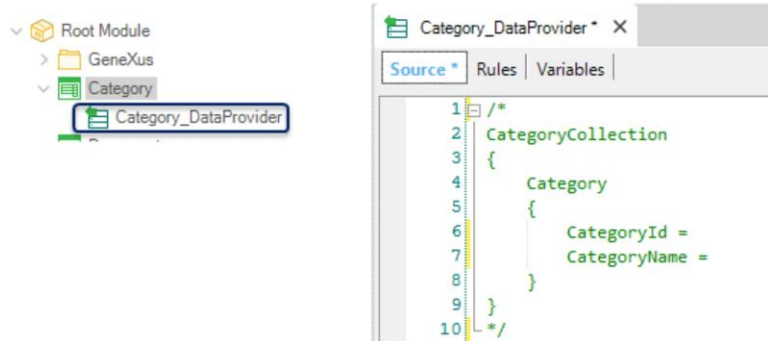 Root Module
GeneXus
Category
Category_DataProvider
Category_DataProvider * X
Source * Rules Variables
1 /*
2 CategoryCollection
3 {
4 Category
5 {
6 CategoryId =
7 CategoryName =
8 }
9 }
10 */